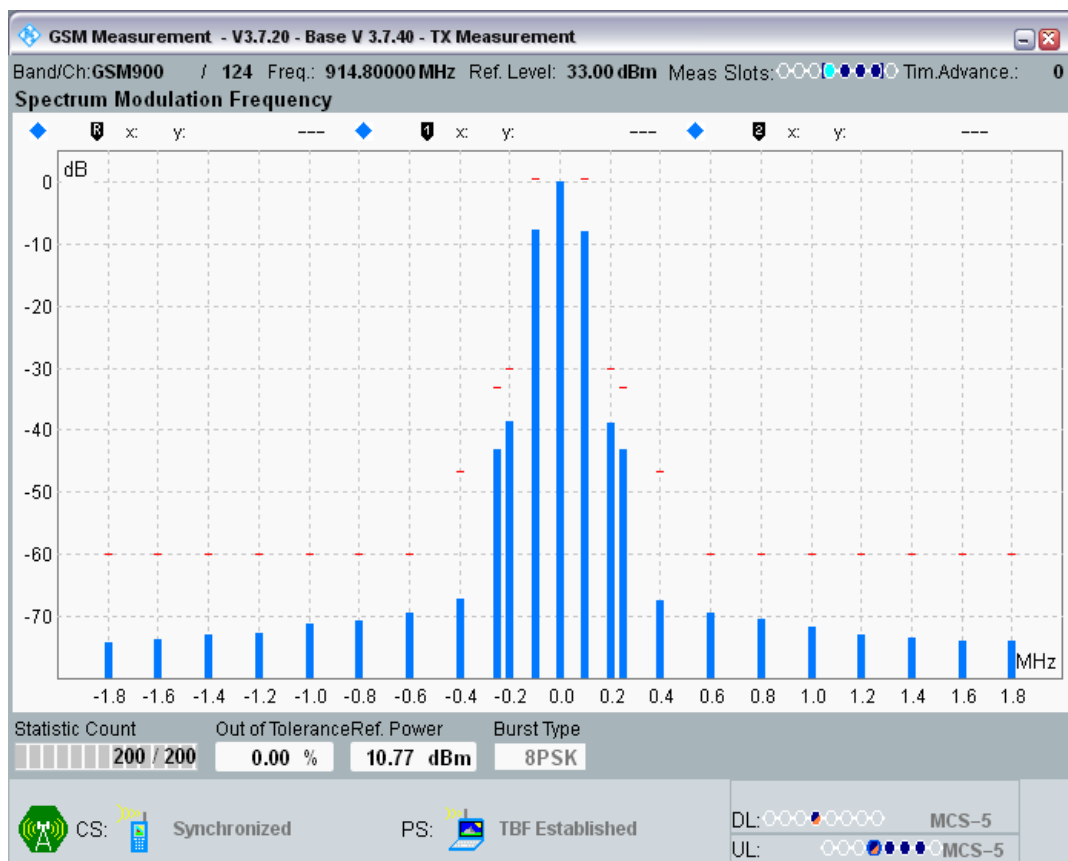 GSM Measurement - V3.7.20 - Base V 3.7.40 - TX Measurement
Band/Ch:GSM900 / 124 Freq.: 914.80000 MHz Ref. Level: 33.00 dBm Meas Slots: Tim.Advance.: 0
Spectrum Modulation Frequency
R x: y: --- 1 x: y: --- 2 x: y: ---
dB
0
-10
-20
-30
-40
-50
-60
-70
MHz
-1.8 -1.6 -1.4 -1.2 -1.0 -0.8 -0.6 -0.4 -0.2 0.0 0.2 0.4 0.6 0.8 1.0 1.2 1.4 1.6 1.8
Statistic Count Out of Tolerance Ref. Power Burst Type
200 / 200 0.00 % 10.77 dBm 8PSK
CS: Synchronized PS: TBF Established DL: MCS-5
UL: MCS-5